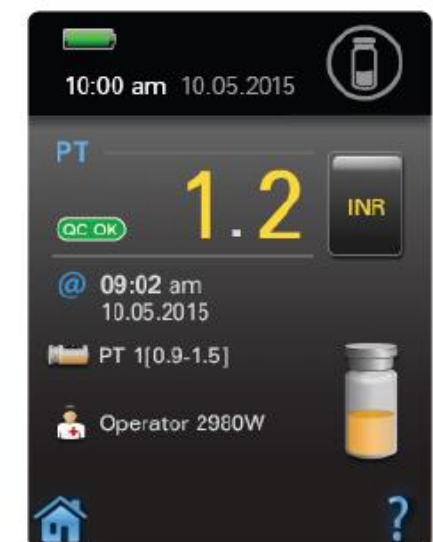 10:00 am 10.05.2015
PT
1.2
INR
QC OK
@ 09:02 am
10.05.2015
PT 1[0.9-1.5]
Operator 2980W
?